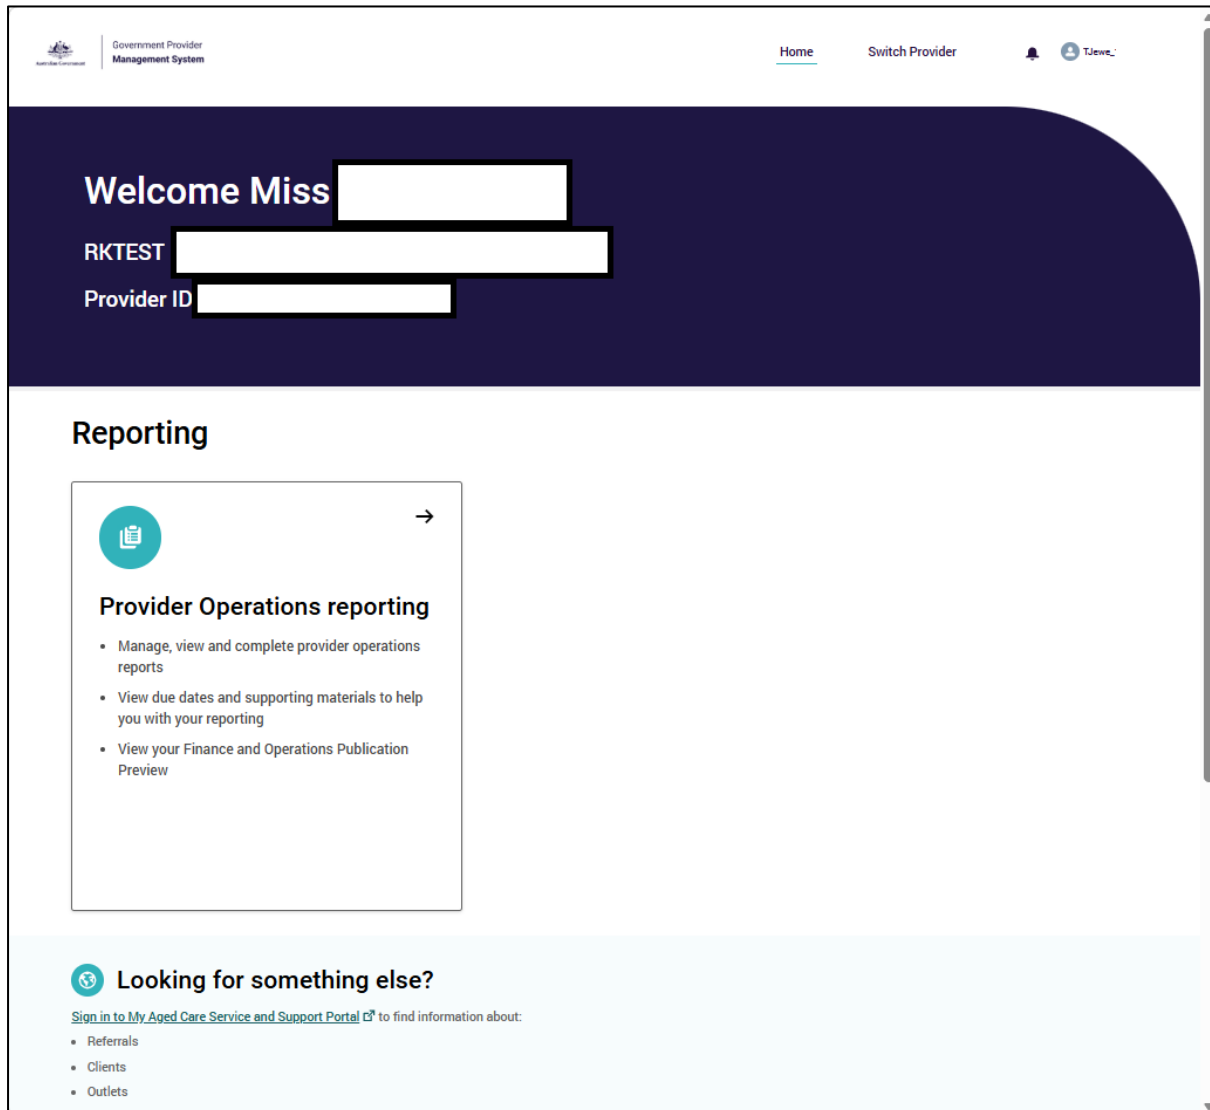 Australian Government
Government Provider
Management System
Home
Switch Provider
TJewe_
Welcome Miss
RKTEST
Provider ID
Reporting
Provider Operations reporting
• Manage, view and complete provider operations
reports
• View due dates and supporting materials to help
you with your reporting
• View your Finance and Operations Publication
Preview
Looking for something else?
Sign in to My Aged Care Service and Support Portal to find information about:
• Referrals
• Clients
• Outlets